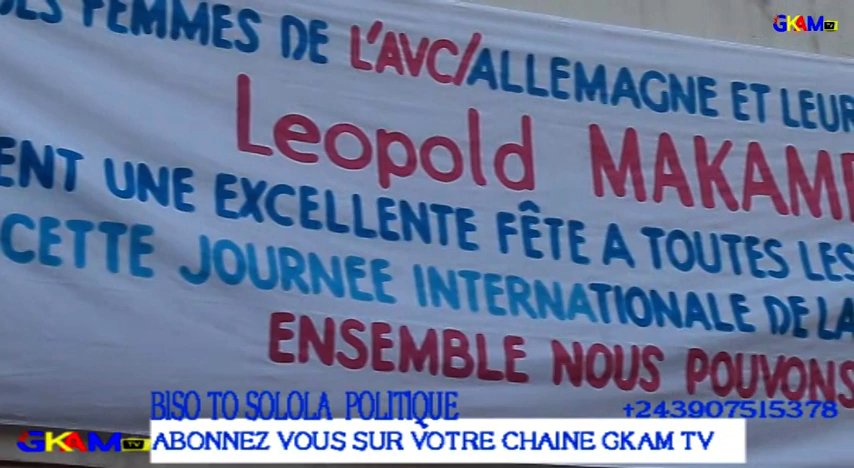 GKAM TV
DES FEMMES DE L'AVC/ALLEMAGNE ET LEUR
Leopold MAKAM
ENT UNE EXCELLENTE FÊTE A TOUTES LES
CETTE JOURNEE INTERNATIONALE DE LA
ENSEMBLE NOUS POUVONS
BISO TO SOLOLA POLITIQUE +243907515378
GKAM TV ABONNEZ VOUS SUR VOTRE CHAINE GKAM TV